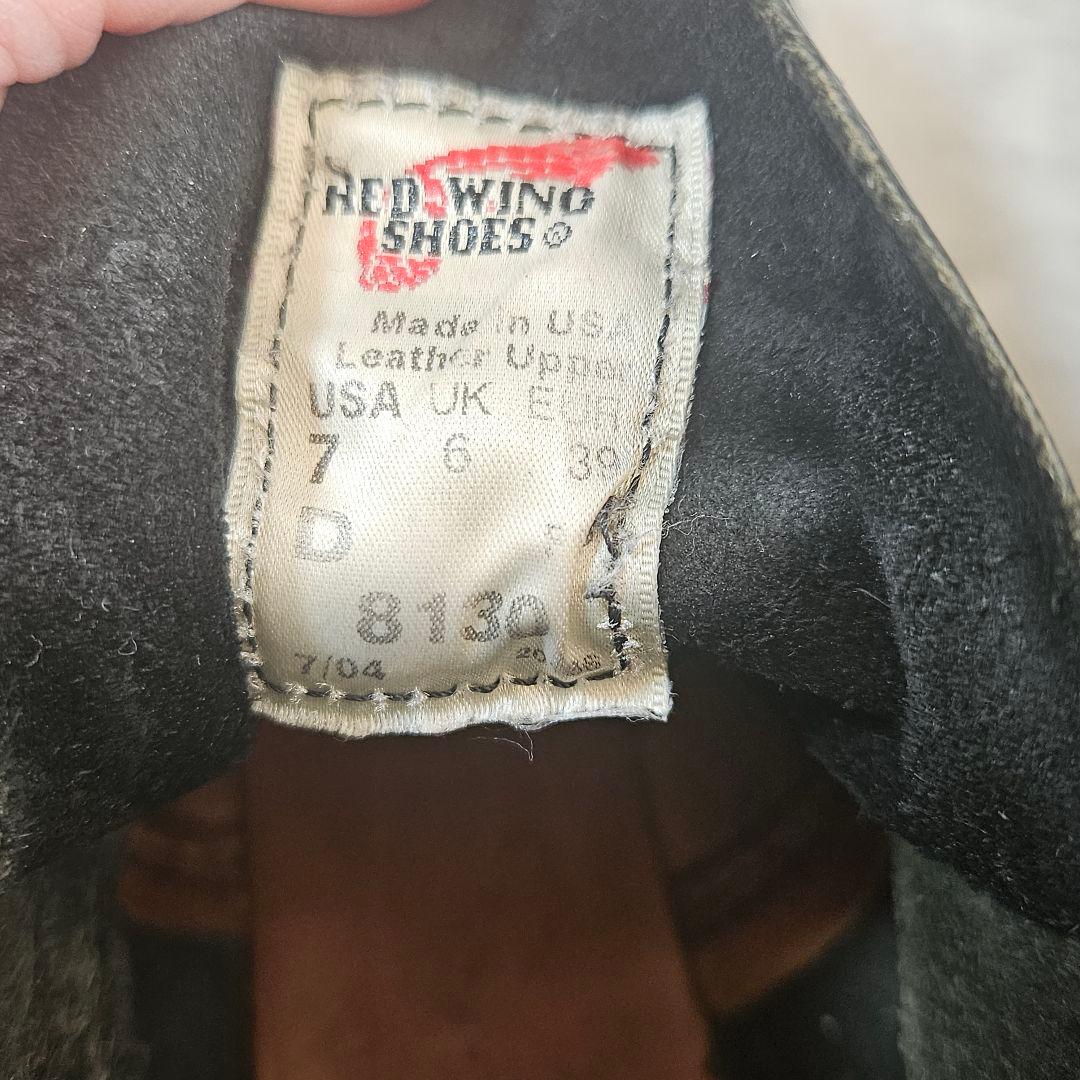 RED WING
SHOES®
Made in USA
Leather Upper
USA UK EUR
7 6 39
D
7/04